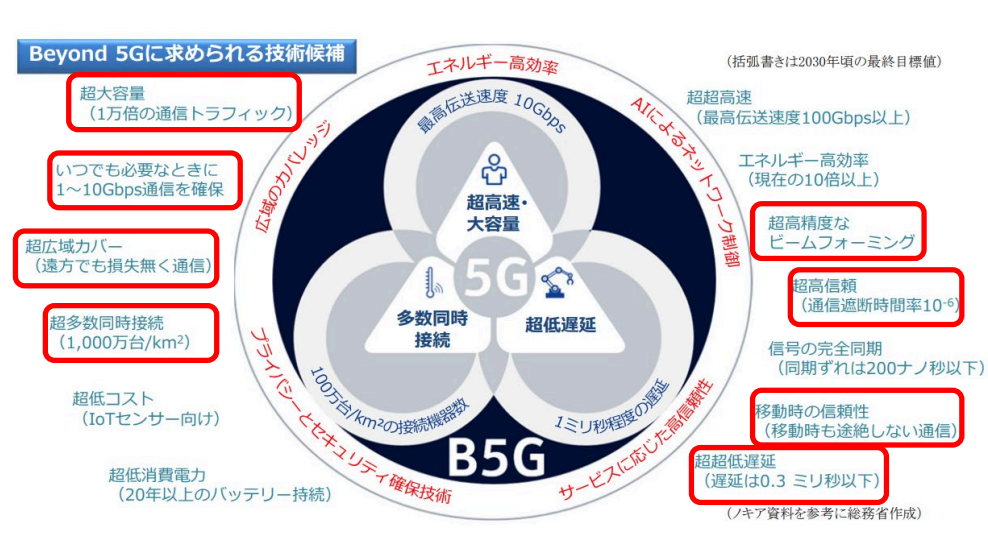 Beyond 5Gに求められる技術候補
(括弧書きは2030年頃の最終目標値)
超大容量
（1万倍の通信トラフィック）
いつでも必要なときに
1～10Gbps通信を確保
超広域カバー
（遠方でも損失無く通信）
超多数同時接続
（1,000万台/km²）
超低コスト
（IoTセンサー向け）
超低消費電力
（20年以上のバッテリー持続）
エネルギー高効率
広域のカバレッジ
AIによるネットワーク制御
プライバシーとセキュリティ確保技術
サービスに応じた高信頼性
最高伝送速度 10Gbps
超高速・
大容量
5G
多数同時
接続
超低遅延
100万台/km²の接続機器数
1ミリ秒程度の遅延
B5G
超超高速
（最高伝送速度100Gbps以上）
エネルギー高効率
（現在の10倍以上）
超高精度な
ビームフォーミング
超高信頼
（通信遮断時間率10⁻⁶）
信号の完全同期
（同期ずれは200ナノ秒以下）
移動時の信頼性
（移動時も途絶しない通信）
超超低遅延
（遅延は0.3 ミリ秒以下）
(ノキア資料を参考に総務省作成)